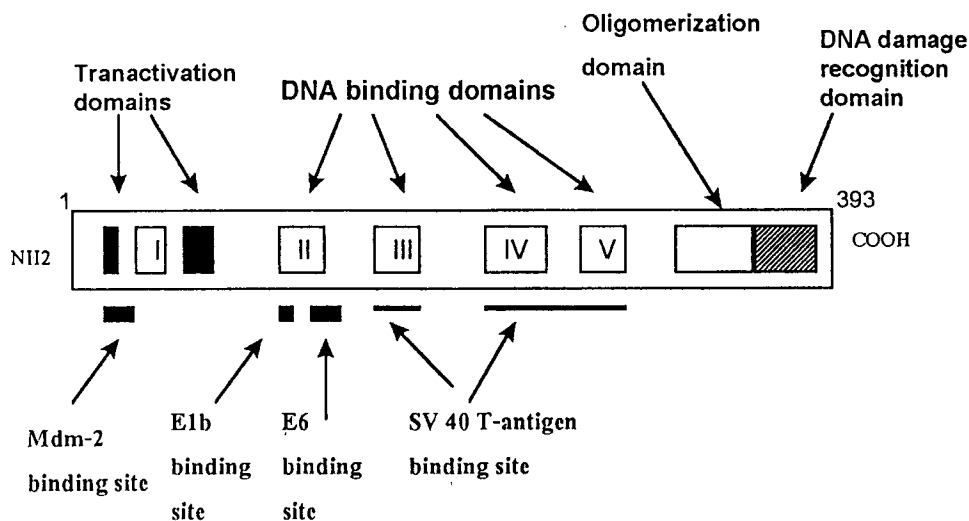 Oligomerization
domain
DNA damage
recognition
domain
Tranactivation
domains
DNA binding domains
1
393
NII2
I
II
III
IV
V
COOH
Mdm-2
binding site
E1b
binding
site
E6
binding
site
SV 40 T-antigen
binding site